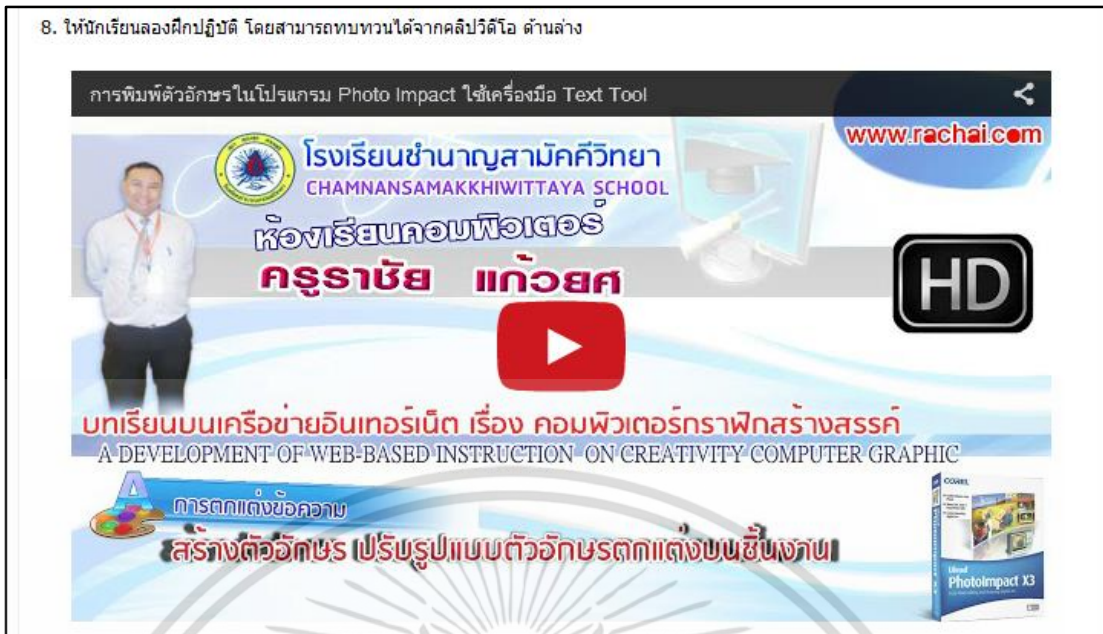 8. ให้นักเรียนลองฝึกปฏิบัติ โดยสามารถทบทวนได้จากคลิปวิดีโอ ด้านล่าง
การพิมพ์ตัวอักษรในโปรแกรม Photo Impact ใช้เครื่องมือ Text Tool
www.rachai.com
โรงเรียนชำนาญสามัคคีวิทยา
CHAMNANSAMAKKHIWITTAYA SCHOOL
ห้องเรียนคอมพิวเตอร์
ครูราชัย แก้วยศ
HD
บทเรียนบนเครือข่ายอินเทอร์เน็ต เรื่อง คอมพิวเตอร์กราฟิกสร้างสรรค์
A DEVELOPMENT OF WEB-BASED INSTRUCTION ON CREATIVITY COMPUTER GRAPHIC
A การตกแต่งข้อความ
สร้างตัวอักษร ปรับรูปแบบตัวอักษรตกแต่งบนชิ้นงาน
COREL
Ulead
PhotoImpact X3